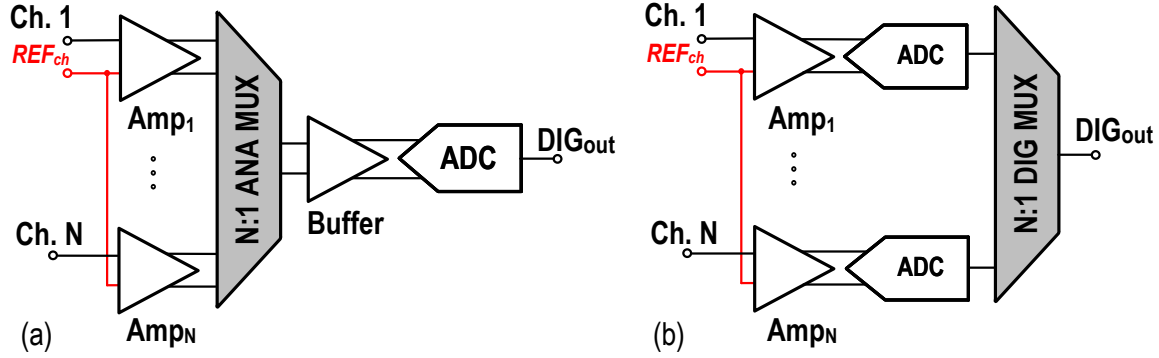 Ch. 1
REFch
Amp1
Ch. N
AmpN
N:1 ANA MUX
Buffer
ADC
DIGout
(a)
Ch. 1
REFch
Amp1
ADC
Ch. N
AmpN
ADC
N:1 DIG MUX
DIGout
(b)